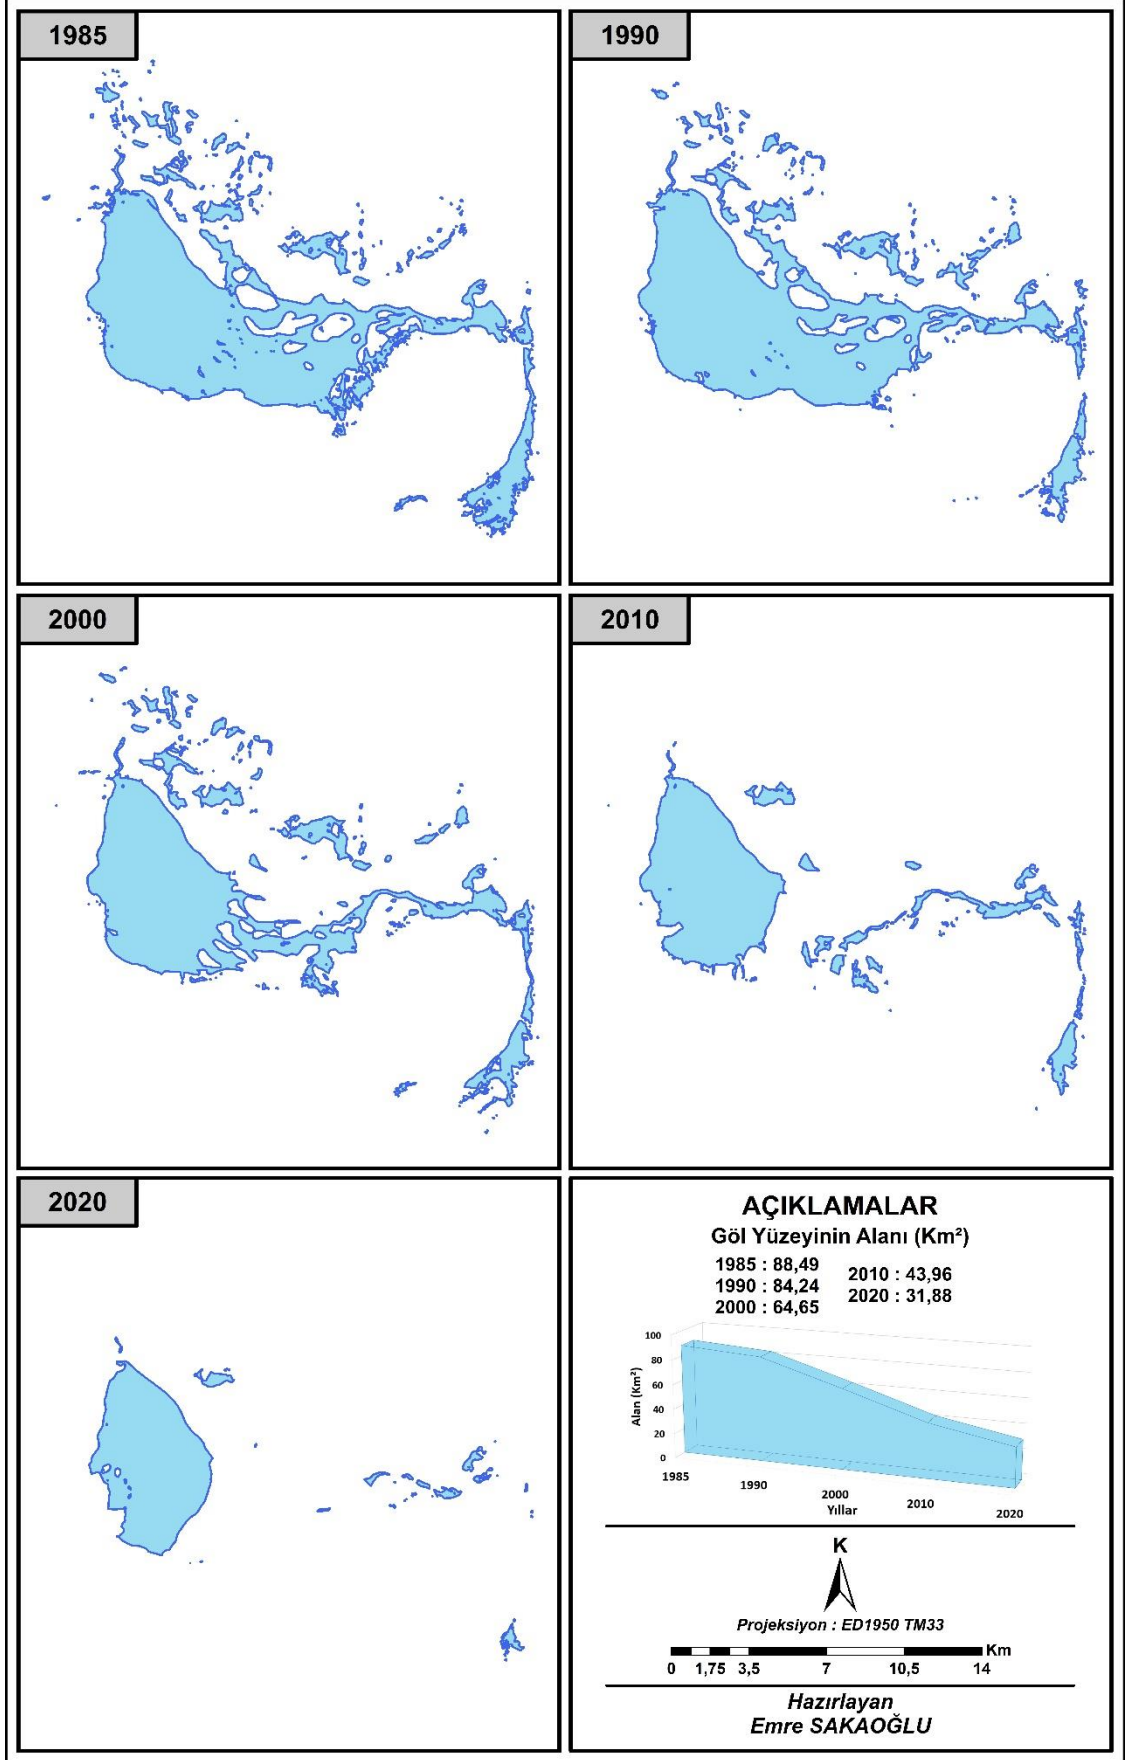 1985
1990
2000
2010
2020
AÇIKLAMALAR
Göl Yüzeyinin Alanı (Km²)
1985 : 88,49
1990 : 84,24
2000 : 64,65
2010 : 43,96
2020 : 31,88
100
80
60
40
20
0
Alan (Km²)
1985
1990
2000
2010
2020
Yıllar
K
Projeksiyon : ED1950 TM33
Km
0 1,75 3,5 7 10,5 14
Hazırlayan
Emre SAKAOĞLU